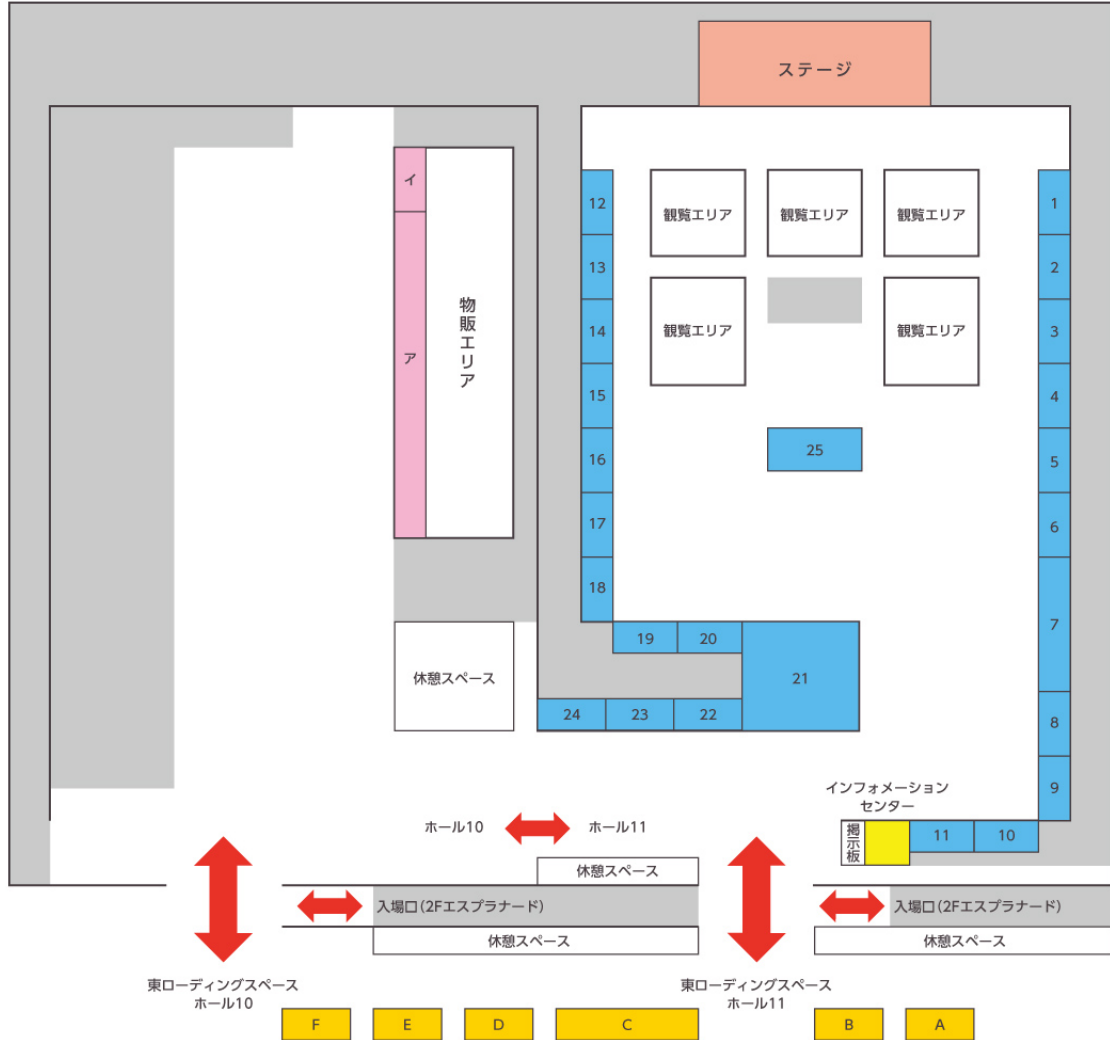 ステージ
イ
ア
物販エリア
12
13
14
15
16
17
18
観覧エリア
観覧エリア
観覧エリア
観覧エリア
観覧エリア
25
1
2
3
4
5
6
7
8
9
19
20
21
24
23
22
休憩スペース
インフォメーション
センター
掲示板
11
10
ホール10
ホール11
休憩スペース
入場口(2Fエスプラナード)
入場口(2Fエスプラナード)
休憩スペース
休憩スペース
東ローディングスペース
ホール10
東ローディングスペース
ホール11
F
E
D
C
B
A